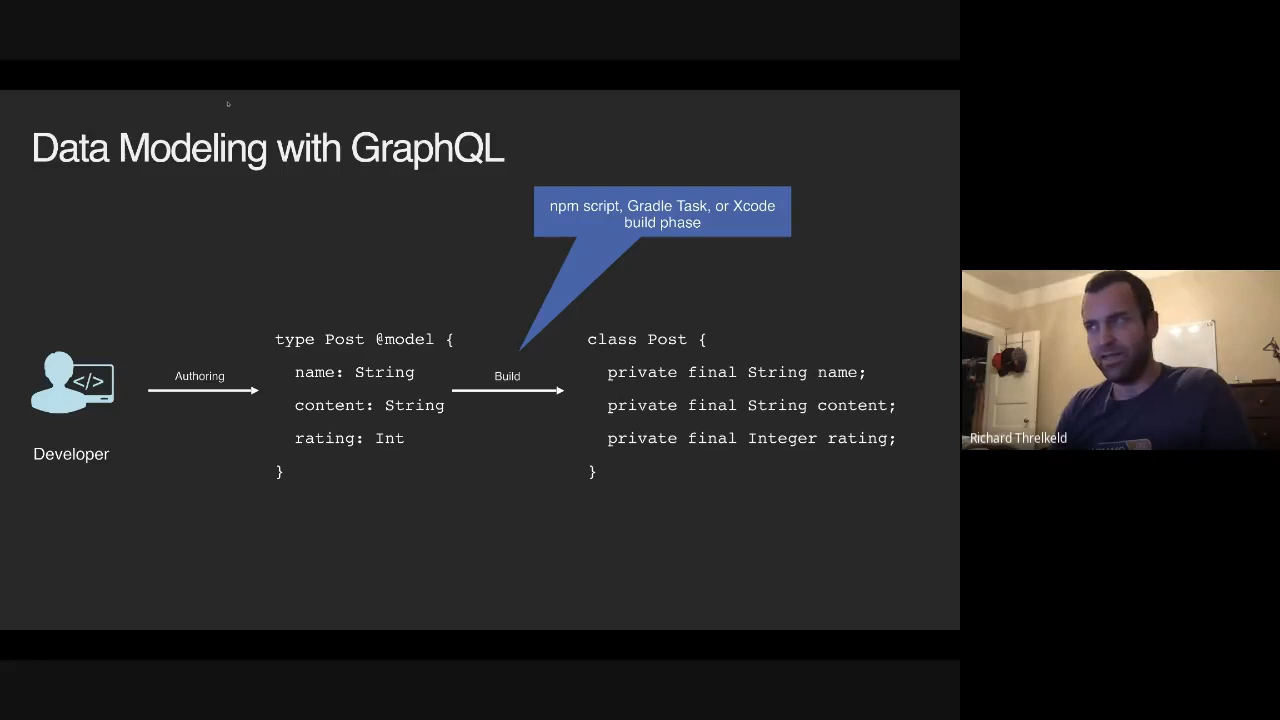 Data Modeling with GraphQL
npm script, Gradle Task, or Xcode
build phase
Developer
</>
Authoring
type Post @model {
name: String
content: String
rating: Int
}
Build
class Post {
private final String name;
private final String content;
private final Integer rating;
}
Richard Threlkeld